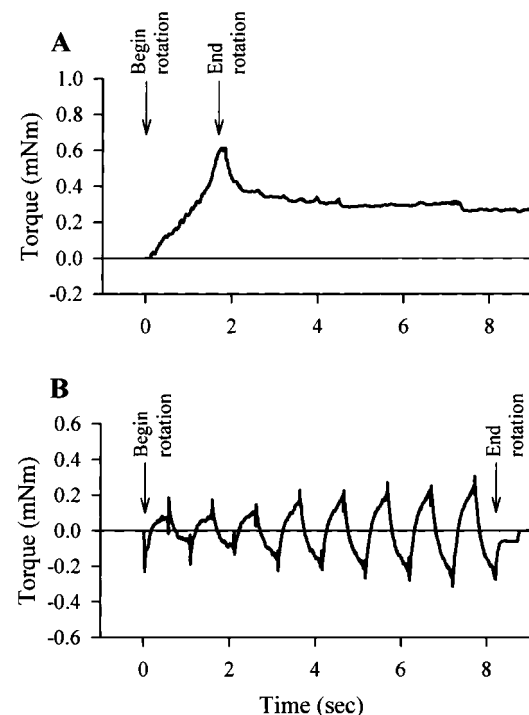 A
Begin rotation
End rotation
1.0
0.8
0.6
0.4
0.2
0.0
-0.2
Torque (mNm)
0 2 4 6 8
B
Begin rotation
End rotation
0.6
0.4
0.2
0.0
-0.2
-0.4
-0.6
Torque (mNm)
0 2 4 6 8
Time (sec)